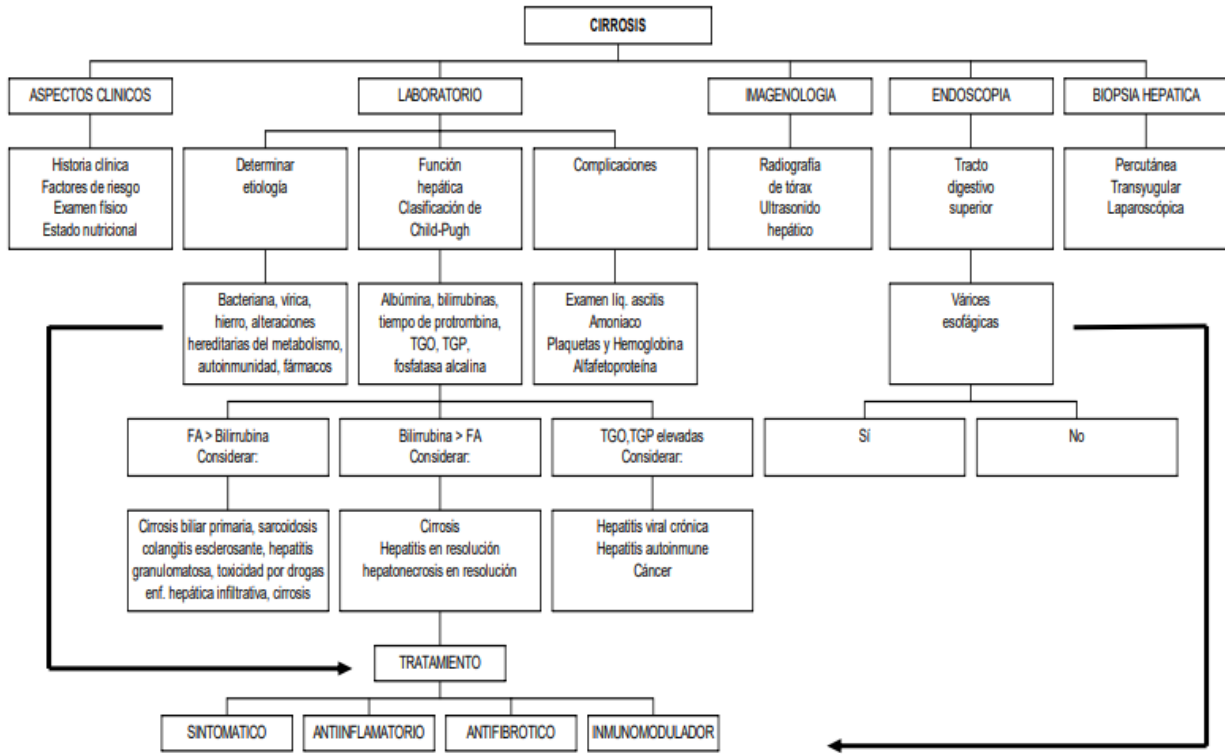 CIRROSIS
ASPECTOS CLINICOS
LABORATORIO
IMAGENOLOGIA
ENDOSCOPIA
BIOPSIA HEPATICA
Historia clínica
Factores de riesgo
Examen físico
Estado nutricional
Determinar
etiología
Función
hepática
Clasificación de
Child-Pugh
Complicaciones
Radiografía
de tórax
Ultrasonido
hepático
Tracto
digestivo
superior
Percutánea
Transyugular
Laparoscópica
Bacteriana, vírica,
hierro, alteraciones
hereditarias del metabolismo,
autoinmunidad, fármacos
Albúmina, bilirrubinas,
tiempo de protrombina,
TGO, TGP,
fosfatasa alcalina
Examen líq. ascitis
Amoniaco
Plaquetas y Hemoglobina
Alfafetoproteína
Várices
esofágicas
FA > Bilirrubina
Considerar:
Bilirrubina > FA
Considerar:
TGO,TGP elevadas
Considerar:
Sí
No
Cirrosis biliar primaria, sarcoidosis
colangitis esclerosante, hepatitis
granulomatosa, toxicidad por drogas
enf. hepática infiltrativa, cirrosis
Cirrosis
Hepatitis en resolución
hepatonecrosis en resolución
Hepatitis viral crónica
Hepatitis autoinmune
Cáncer
TRATAMIENTO
SINTOMATICO
ANTIINFLAMATORIO
ANTIFIBROTICO
INMUNOMODULADOR